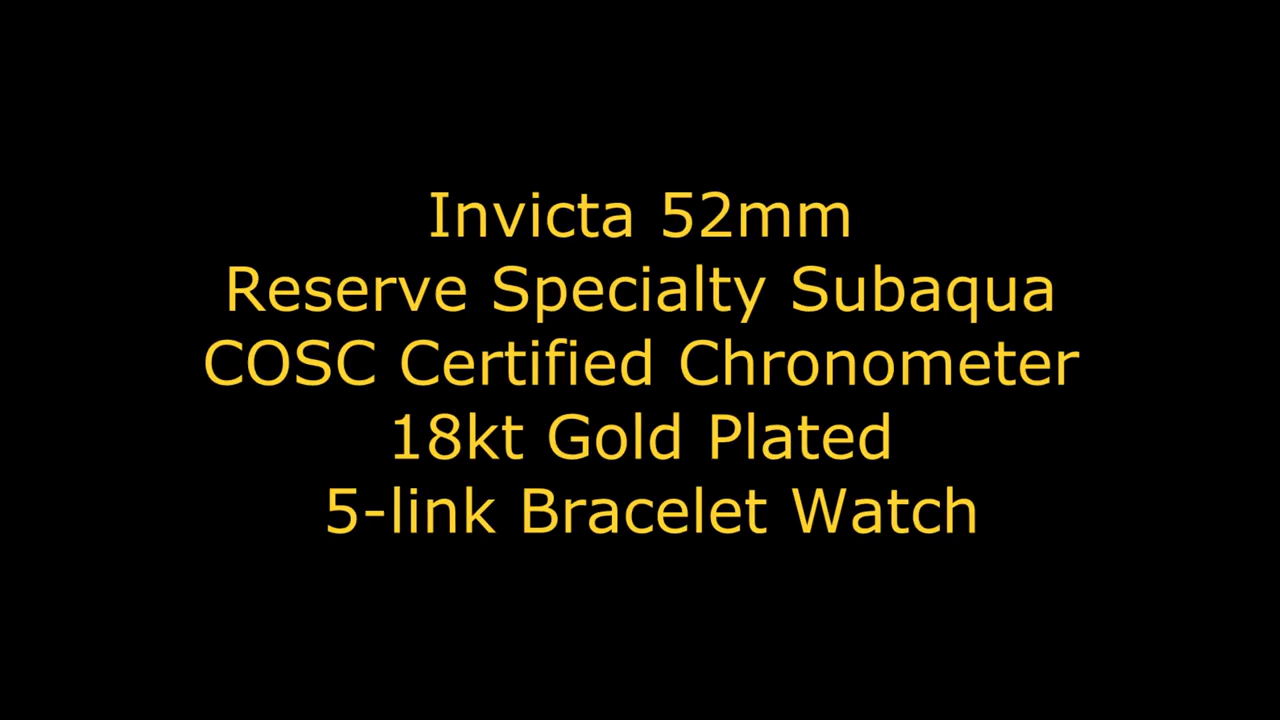 Invicta 52mm
Reserve Specialty Subaqua
COSC Certified Chronometer
18kt Gold Plated
5-link Bracelet Watch